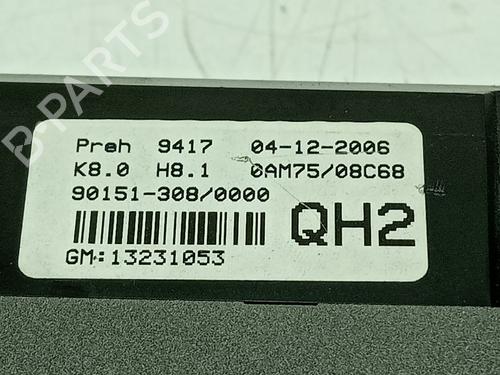 B-PARTS
Preh 9417 04-12-2006
K8.0 H8.1 0AM75/08C68
90151-308/0000
QH2
GM:13231053